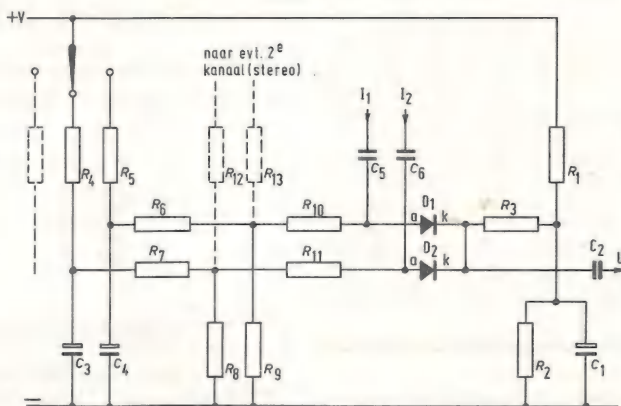 +V
naar evt. 2e
kanaal (stereo)
I1
I2
R4
R5
R12
R13
C5
C6
R1
R6
R10
D1
a
k
R3
R7
R11
D2
a
k
C2
C3
C4
R8
R9
R2
C1